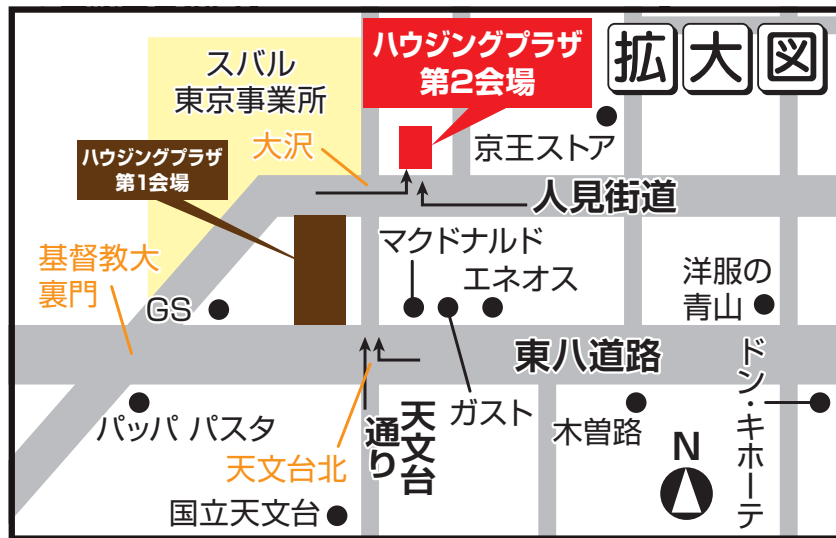 拡大図
ハウジングプラザ
第2会場
スバル
東京事業所
大沢
京王ストア
ハウジングプラザ
第1会場
人見街道
マクドナルド
エネオス
基督教大
裏門
GS
洋服の
青山
東八道路
ドン・キホーテ
パッパ パスタ
天文台
通り
ガスト
木曽路
天文台北
N
国立天文台